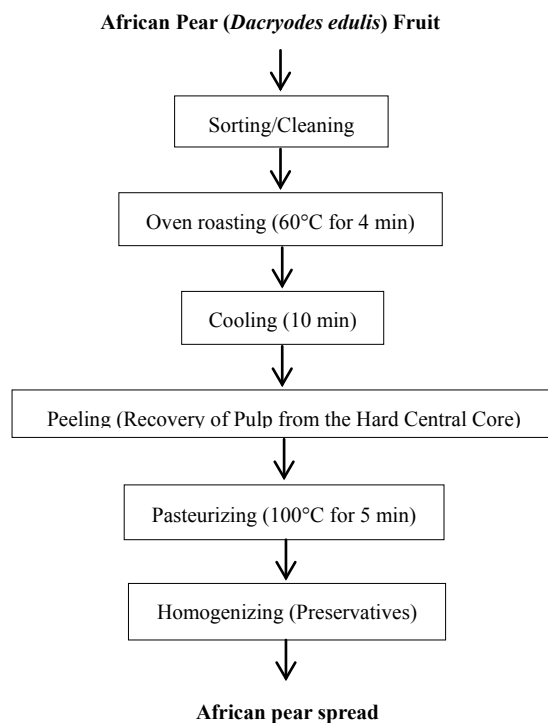 African Pear (Dacryodes edulis) Fruit
Sorting/Cleaning
Oven roasting (60°C for 4 min)
Cooling (10 min)
Peeling (Recovery of Pulp from the Hard Central Core)
Pasteurizing (100°C for 5 min)
Homogenizing (Preservatives)
African pear spread